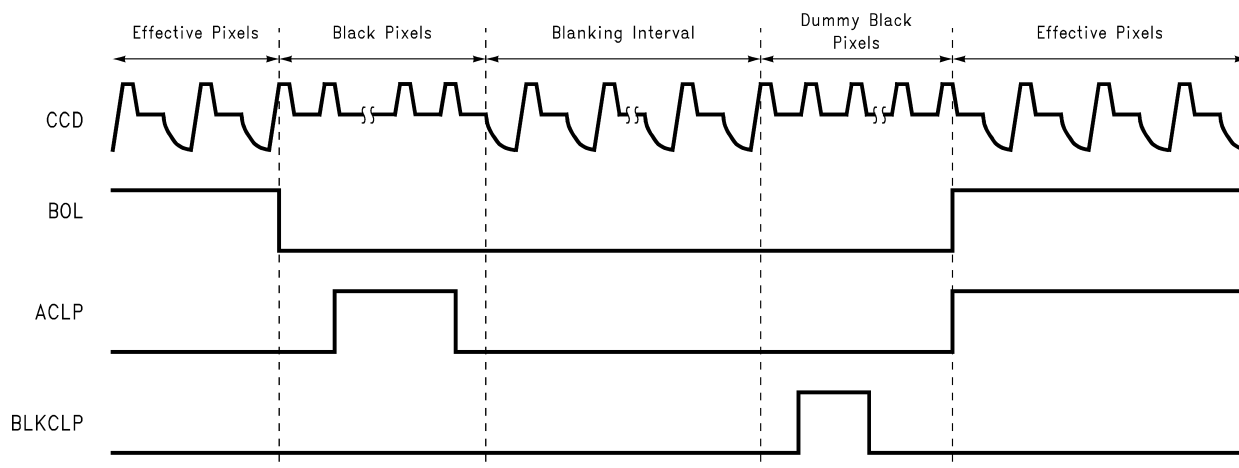 Effective Pixels
Black Pixels
Blanking Interval
Dummy Black
Pixels
Effective Pixels
CCD
BOL
ACLP
BLKCLP